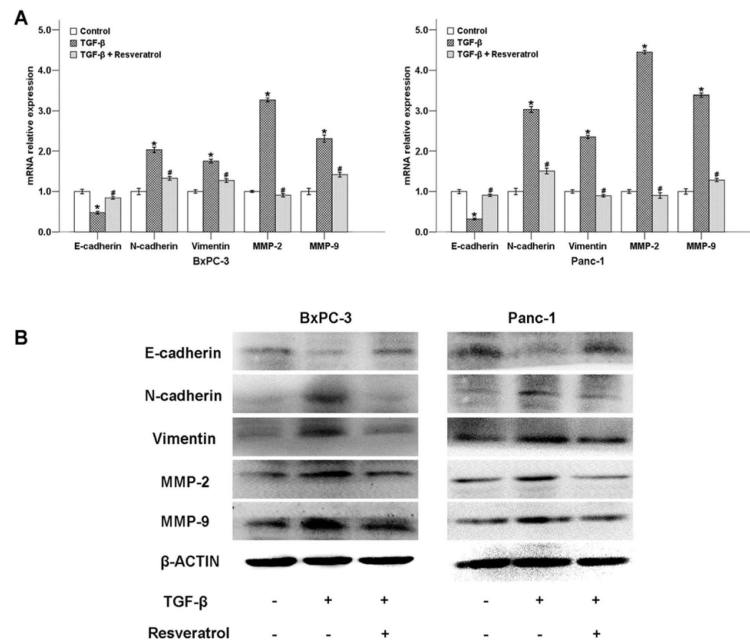 A
Control
TGF-β
TGF-β + Resveratrol
mRNA relative expression
5.0
4.0
3.0
2.0
1.0
0.0
*
#
*
#
*
#
*
#
*
#
E-cadherin N-cadherin Vimentin MMP-2 MMP-9
BxPC-3
Control
TGF-β
TGF-β + Resveratrol
mRNA relative expression
5.0
4.0
3.0
2.0
1.0
0.0
*
#
*
#
*
#
*
#
*
#
E-cadherin N-cadherin Vimentin MMP-2 MMP-9
Panc-1
B
BxPC-3 Panc-1
E-cadherin
N-cadherin
Vimentin
MMP-2
MMP-9
β-ACTIN
TGF-β - + + - + +
Resveratrol + +